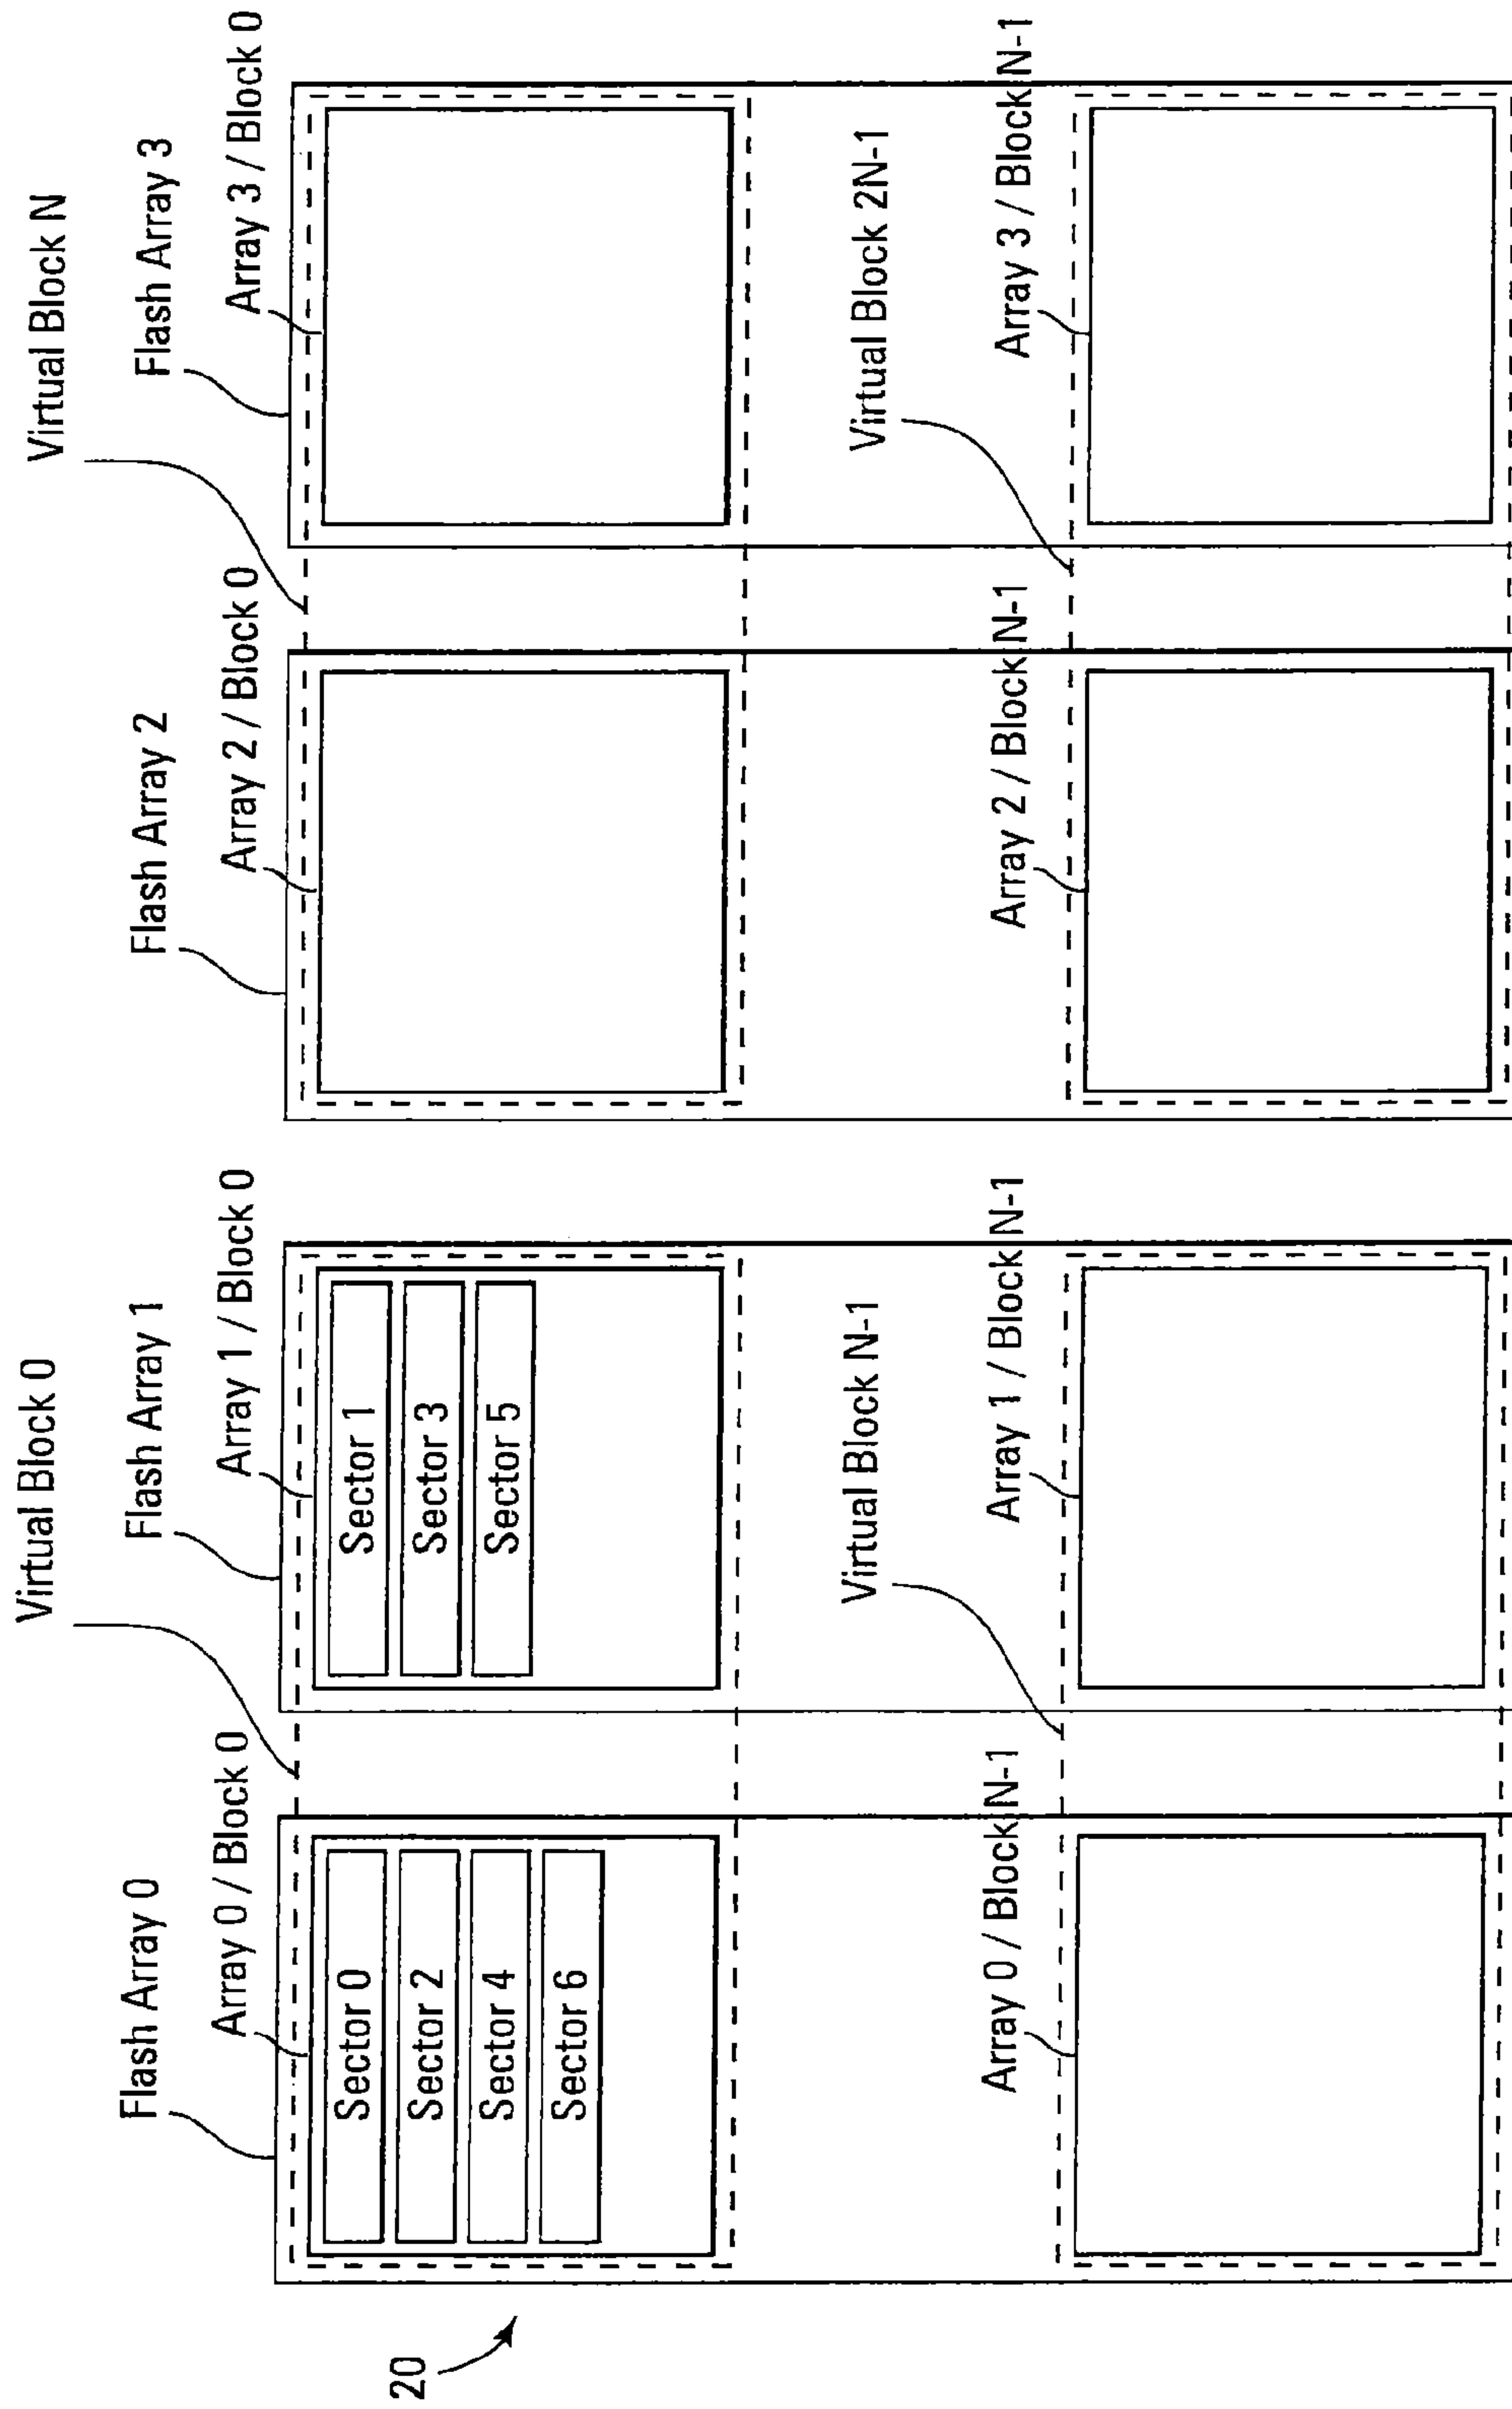 Virtual Block 0
Virtual Block N
Flash Array 0
Flash Array 1
Flash Array 2
Flash Array 3
Array 0 / Block 0
Array 1 / Block 0
Array 2 / Block 0
Array 3 / Block 0
20
Sector 0
Sector 1
Sector 2
Sector 3
Sector 4
Sector 5
Sector 6
Virtual Block N-1
Virtual Block 2N-1
Array 0 / Block N-1
Array 1 / Block N-1
Array 2 / Block N-1
Array 3 / Block N-1